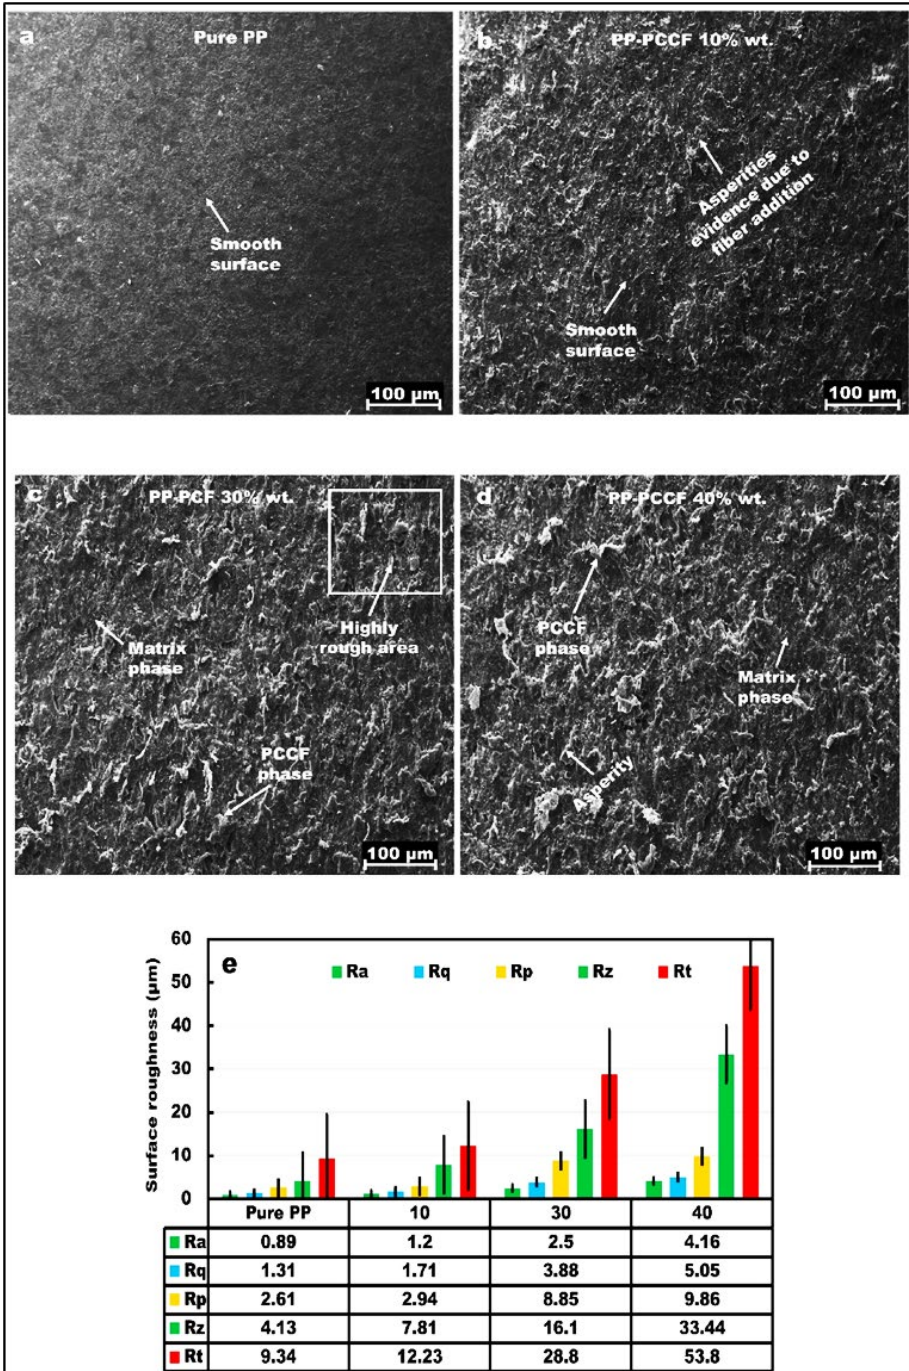 a
Pure PP
Smooth
surface
100 µm
b
PP-PCCF 10% wt.
Asperities
evidence due to
fiber addition
Smooth
surface
100 µm
c
PP-PCF 30% wt.
Highly
rough area
Matrix
phase
PCCF
phase
100 µm
d
PP-PCCF 40% wt.
PCCF
phase
Matrix
phase
Asperity
100 µm
e
Ra Rq Rp Rz Rt
Surface roughness (µm)
60
50
40
30
20
10
0
Pure PP 10 30 40
Ra 0.89 1.2 2.5 4.16
Rq 1.31 1.71 3.88 5.05
Rp 2.61 2.94 8.85 9.86
Rz 4.13 7.81 16.1 33.44
Rt 9.34 12.23 28.8 53.8